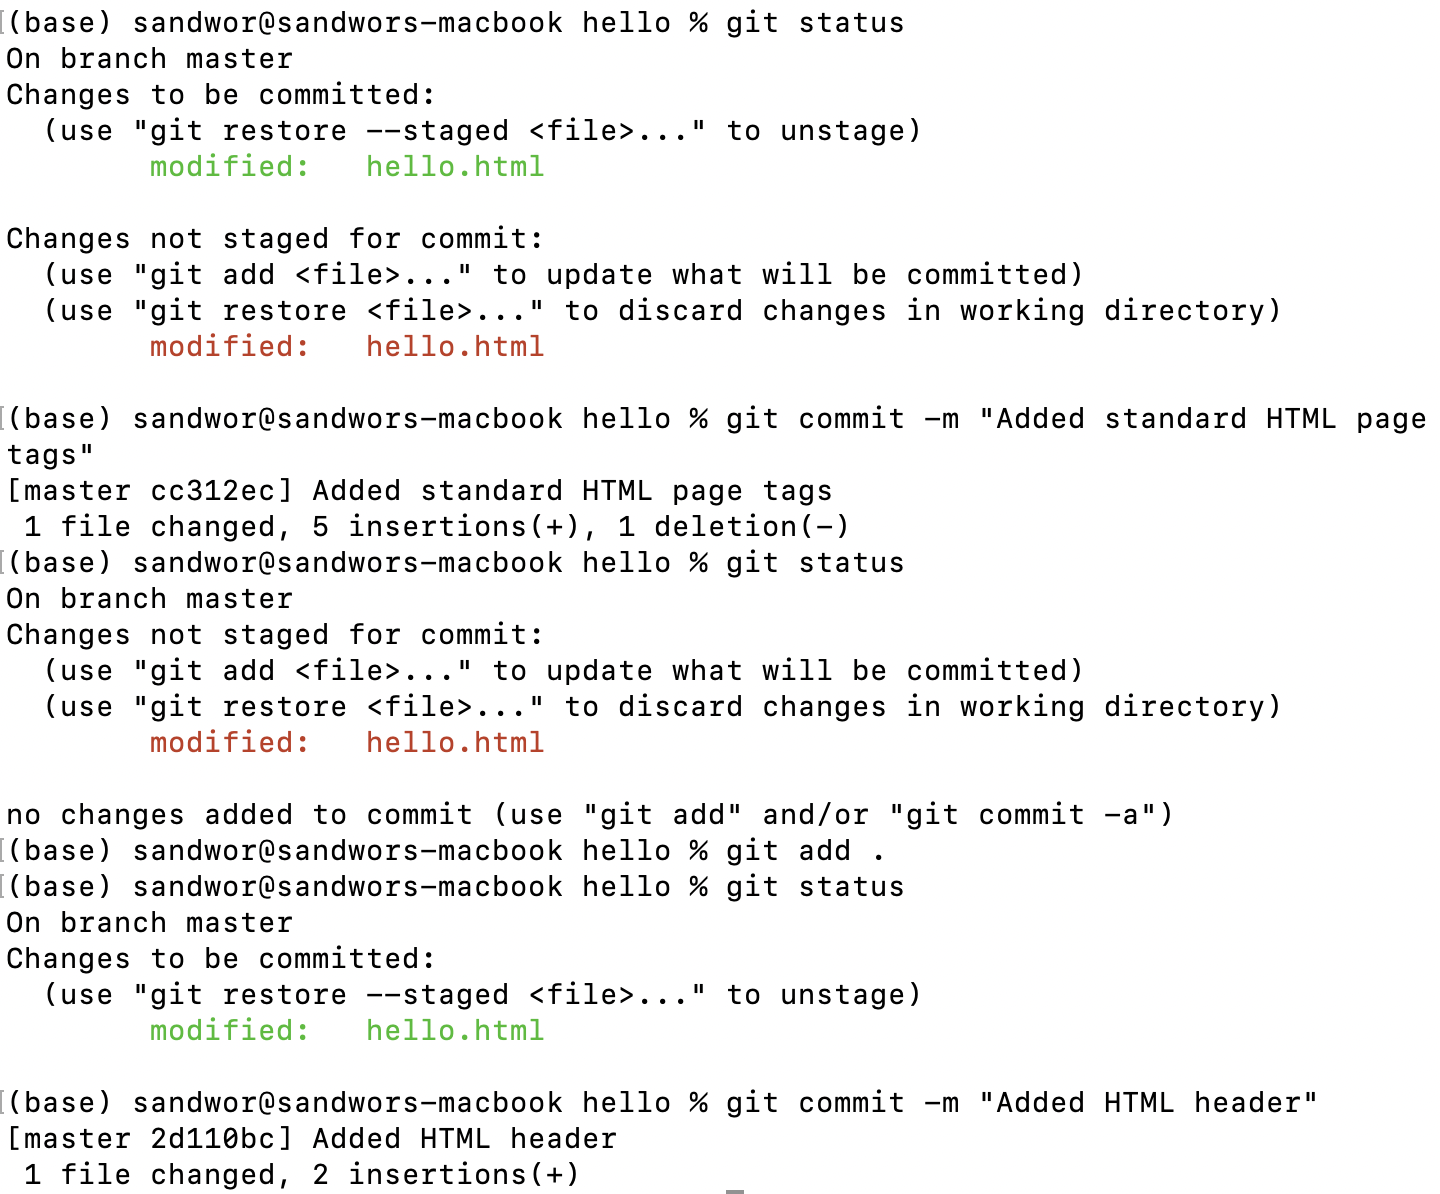 (base) sandwor@sandwors-macbook hello % git status
On branch master
Changes to be committed:
  (use "git restore --staged <file>..." to unstage)
        modified:   hello.html

Changes not staged for commit:
  (use "git add <file>..." to update what will be committed)
  (use "git restore <file>..." to discard changes in working directory)
        modified:   hello.html

(base) sandwor@sandwors-macbook hello % git commit -m "Added standard HTML page
tags"
[master cc312ec] Added standard HTML page tags
 1 file changed, 5 insertions(+), 1 deletion(-)
(base) sandwor@sandwors-macbook hello % git status
On branch master
Changes not staged for commit:
  (use "git add <file>..." to update what will be committed)
  (use "git restore <file>..." to discard changes in working directory)
        modified:   hello.html

no changes added to commit (use "git add" and/or "git commit -a")
(base) sandwor@sandwors-macbook hello % git add .
(base) sandwor@sandwors-macbook hello % git status
On branch master
Changes to be committed:
  (use "git restore --staged <file>..." to unstage)
        modified:   hello.html

(base) sandwor@sandwors-macbook hello % git commit -m "Added HTML header"
[master 2d110bc] Added HTML header
 1 file changed, 2 insertions(+)